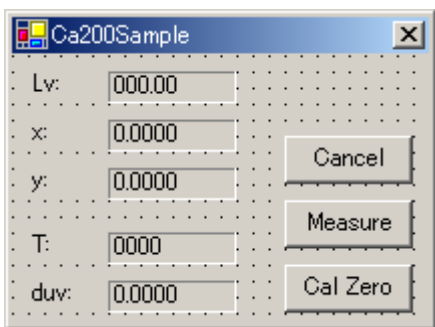 Ca200Sample
Lv: 000.00
x: 0.0000
Cancel
y: 0.0000
Measure
T: 0000
duv: 0.0000
Cal Zero